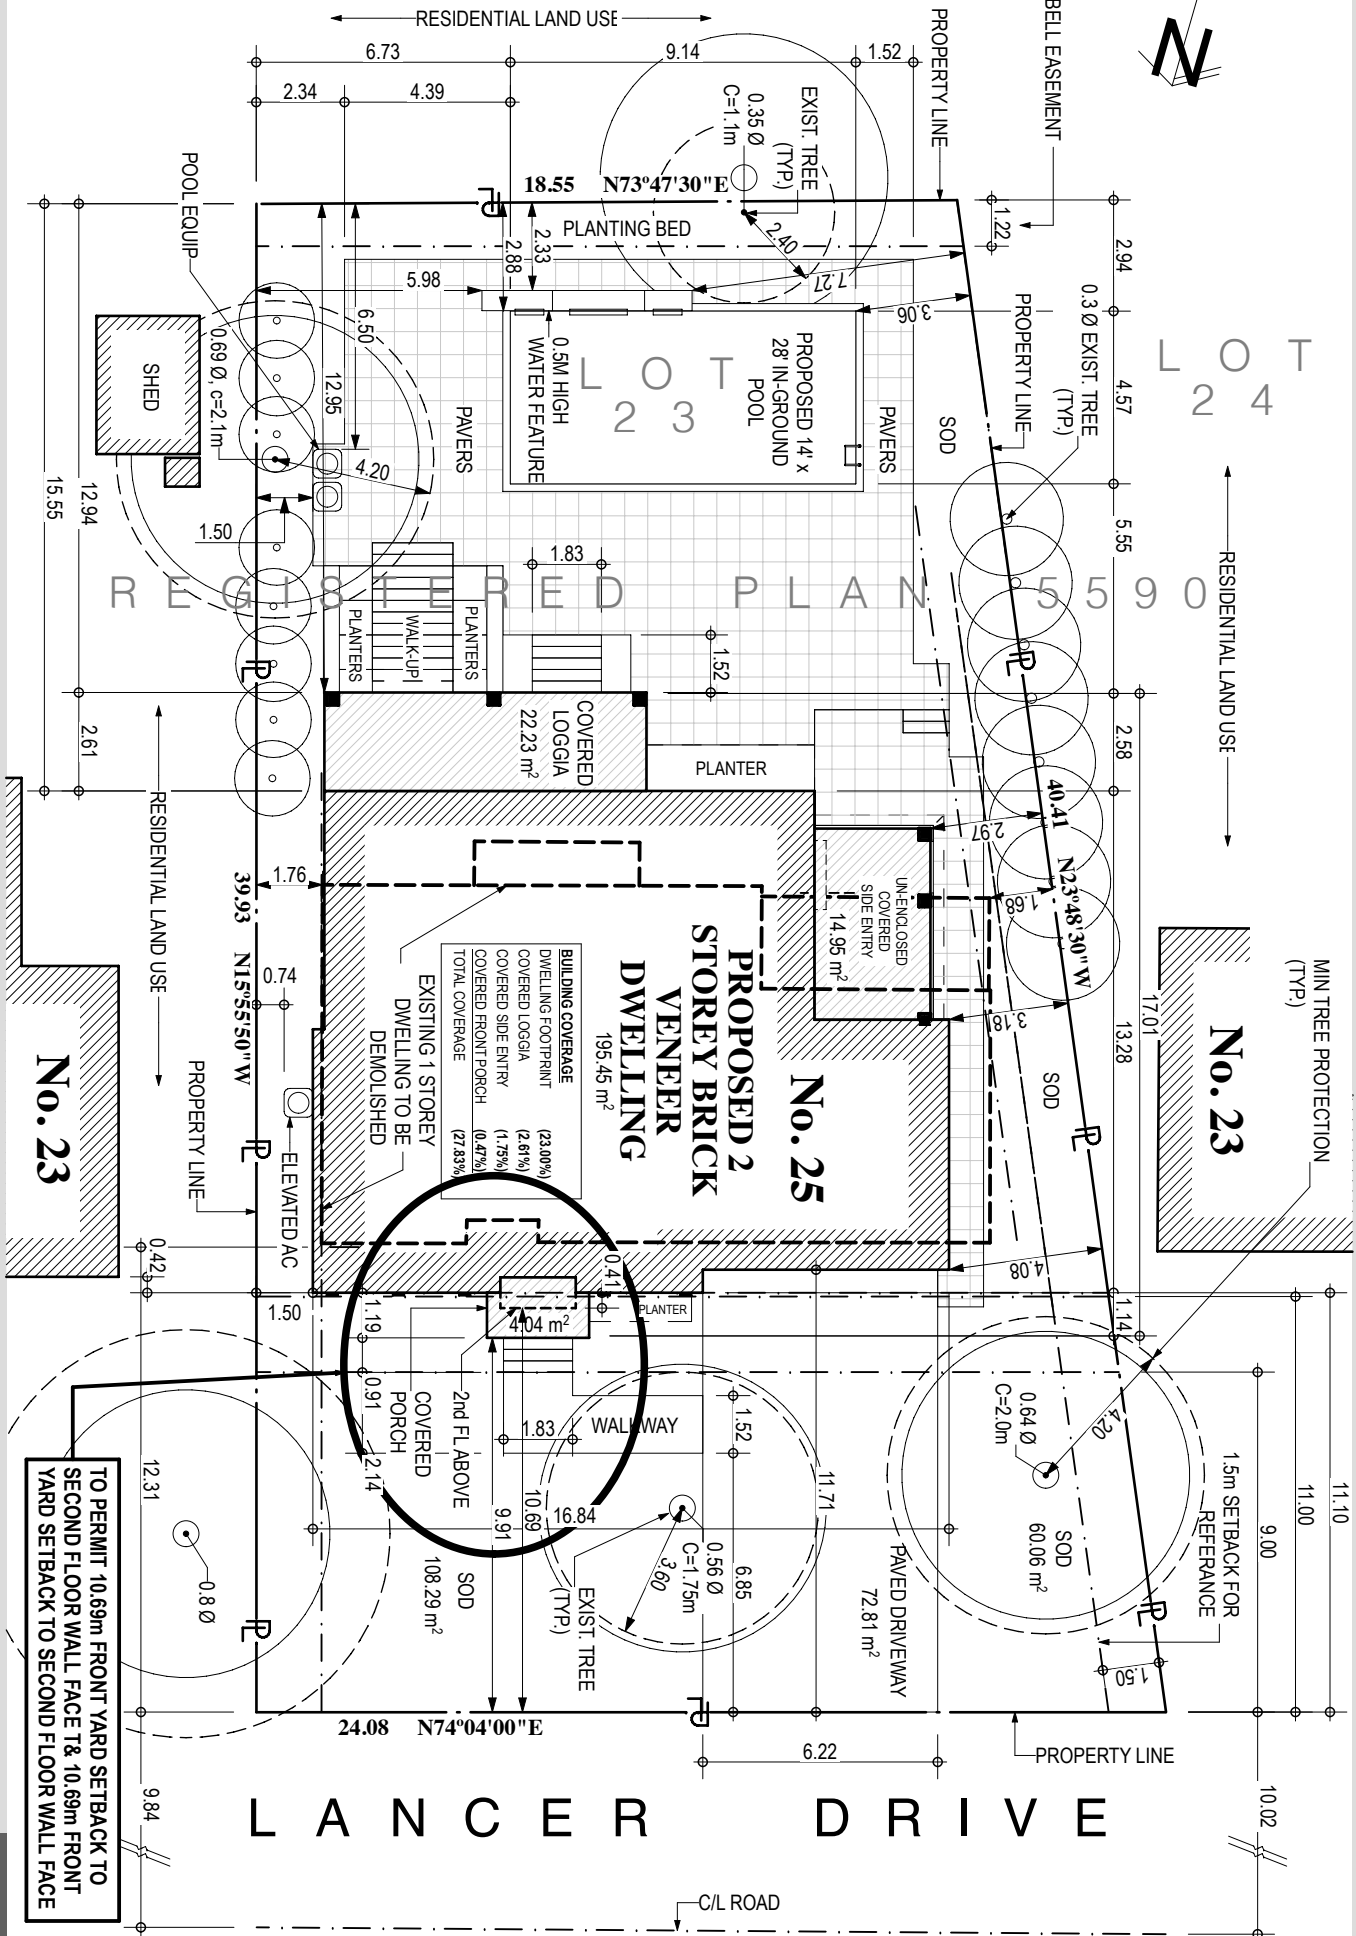 RESIDENTIAL LAND USE
6.73
9.14
1.52
2.34
4.39
PROPERTY LINE
BELL EASEMENT
N
EXIST. TREE
(TYP.)
0.35 Ø
C=1.1m
POOL EQUIP
18.55 N73°47'30"E
PLANTING BED
2.40
1.22
2.94
2.88
2.33
5.98
7.27
3.06
6.50
12.95
SHED
0.69 Ø, c=2.1m
4.20
1.50
PAVERS
0.5M HIGH
WATER FEATURE
PROPOSED 14' x
28' IN-GROUND
POOL
LOT
23
PAVERS
SOD
PROPERTY LINE
0.3 Ø EXIST. TREE
(TYP.)
4.57
LOT
24
5.55
RESIDENTIAL LAND USE
12.94
15.55
1.83
REGISTERED PLAN 5590
PLANTERS
WALK-UP
PLANTERS
1.52
2.61
2.58
COVERED
LOGGIA
22.23 m²
PLANTER
RESIDENTIAL LAND USE
1.76
39.93 N15°55'50"W
0.74
2.97
40.41 N23°48'30"W
1.68
UN-ENCLOSED
COVERED
SIDE ENTRY
14.95 m²
3.18
17.01
13.28
MIN TREE PROTECTION
(TYP.)
No. 23
No. 23
SOD
No. 25
PROPOSED 2
STOREY BRICK
VENEER
DWELLING
195.45 m²
BUILDING COVERAGE
DWELLING FOOTPRINT (23.00%)
COVERED LOGGIA (2.61%)
COVERED SIDE ENTRY (1.75%)
COVERED FRONT PORCH (0.47%)
TOTAL COVERAGE (27.83%)
EXISTING 1 STOREY
DWELLING TO BE
DEMOLISHED
PROPERTY LINE
ELEVATED AC
0.42
1.50
1.19
0.41
PLANTER
4.08
1.14
4.04 m²
0.91
2.14
COVERED
PORCH
2nd FL ABOVE
1.83
WALKWAY
1.52
9.91
10.69
16.84
11.71
6.85
0.56 Ø
C=1.75m
3.60
EXIST. TREE
(TYP.)
SOD
108.29 m²
PAVED DRIVEWAY
72.81 m²
0.64 Ø
C=2.0m
4.20
SOD
60.06 m²
1.5m SETBACK FOR
REFERANCE
1.50
9.00
11.00
11.10
12.31
0.8 Ø
TO PERMIT 10.69m FRONT YARD SETBACK TO
SECOND FLOOR WALL FACE T& 10.69m FRONT
YARD SETBACK TO SECOND FLOOR WALL FACE
24.08 N74°04'00"E
6.22
PROPERTY LINE
9.84
10.02
LANCER DRIVE
C/L ROAD